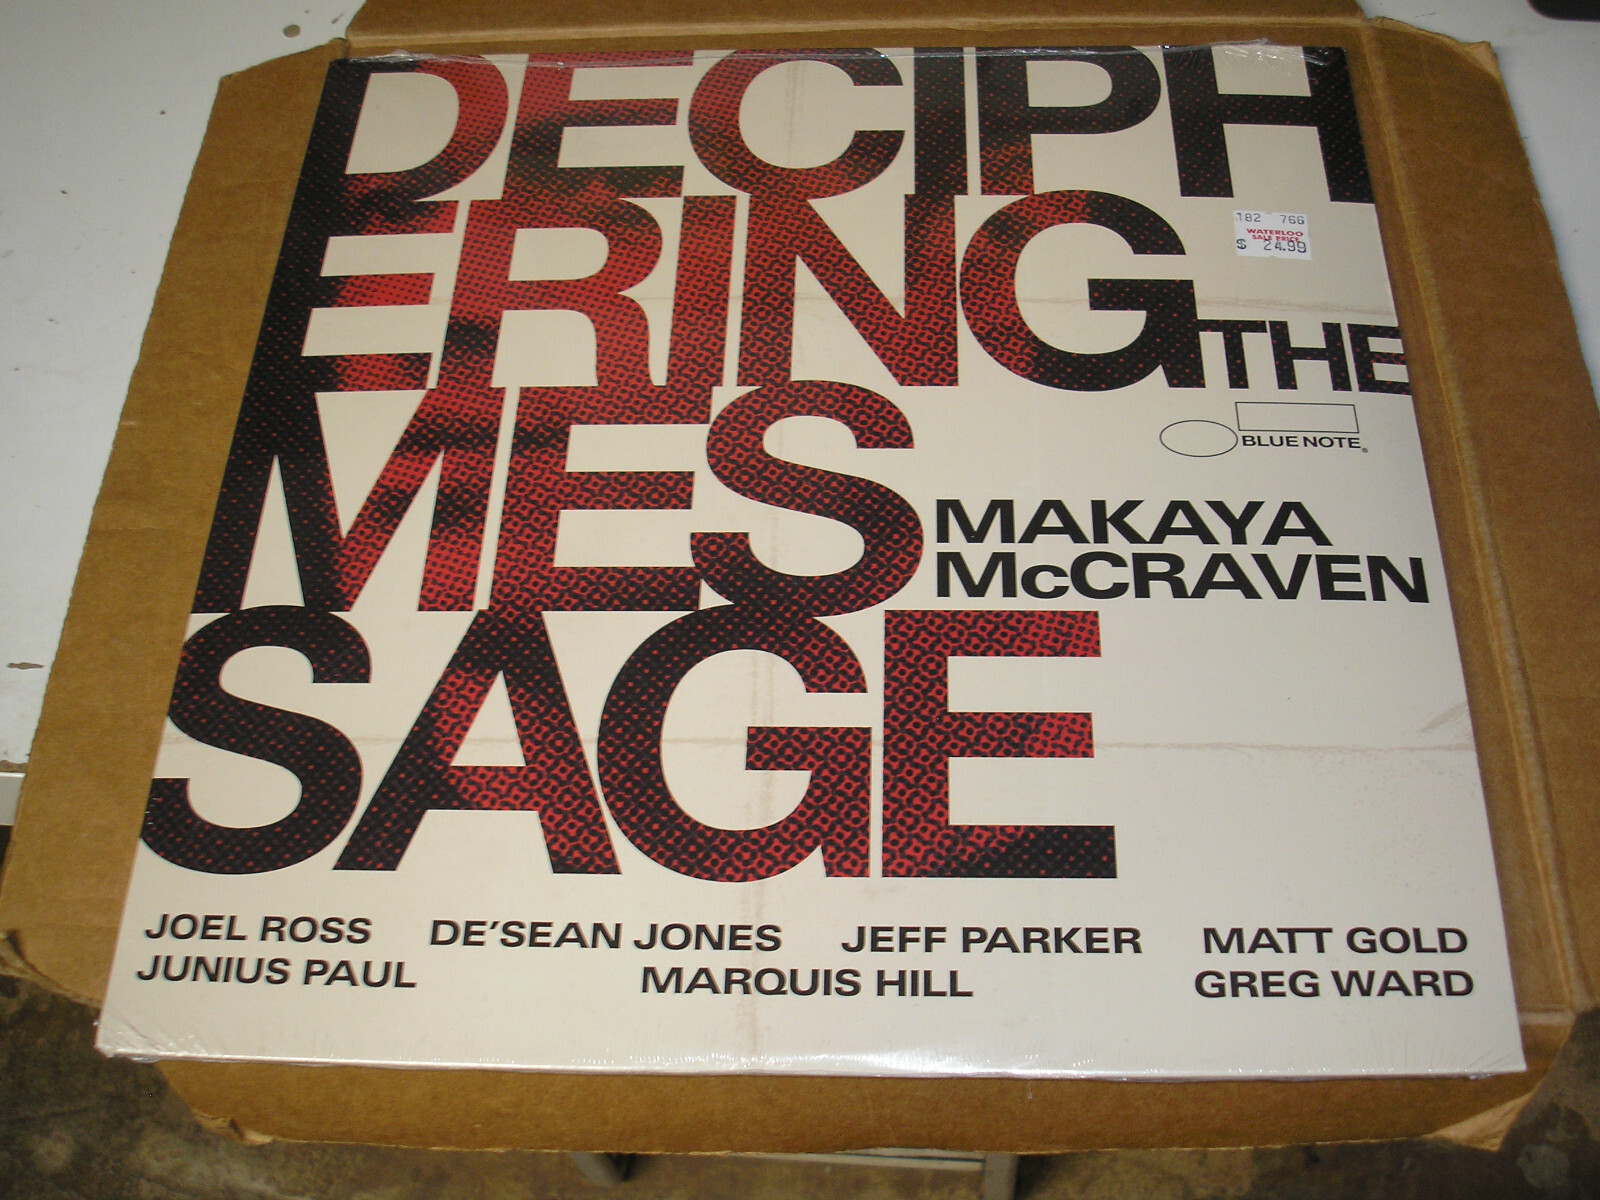 DECIPH
ERING THE
MES
SAGE
182 766
WATERLOO
SALE PRICE
$ 24.99
BLUE NOTE
MAKAYA
McCRAVEN
JOEL ROSS DE'SEAN JONES JEFF PARKER MATT GOLD
JUNIUS PAUL MARQUIS HILL GREG WARD